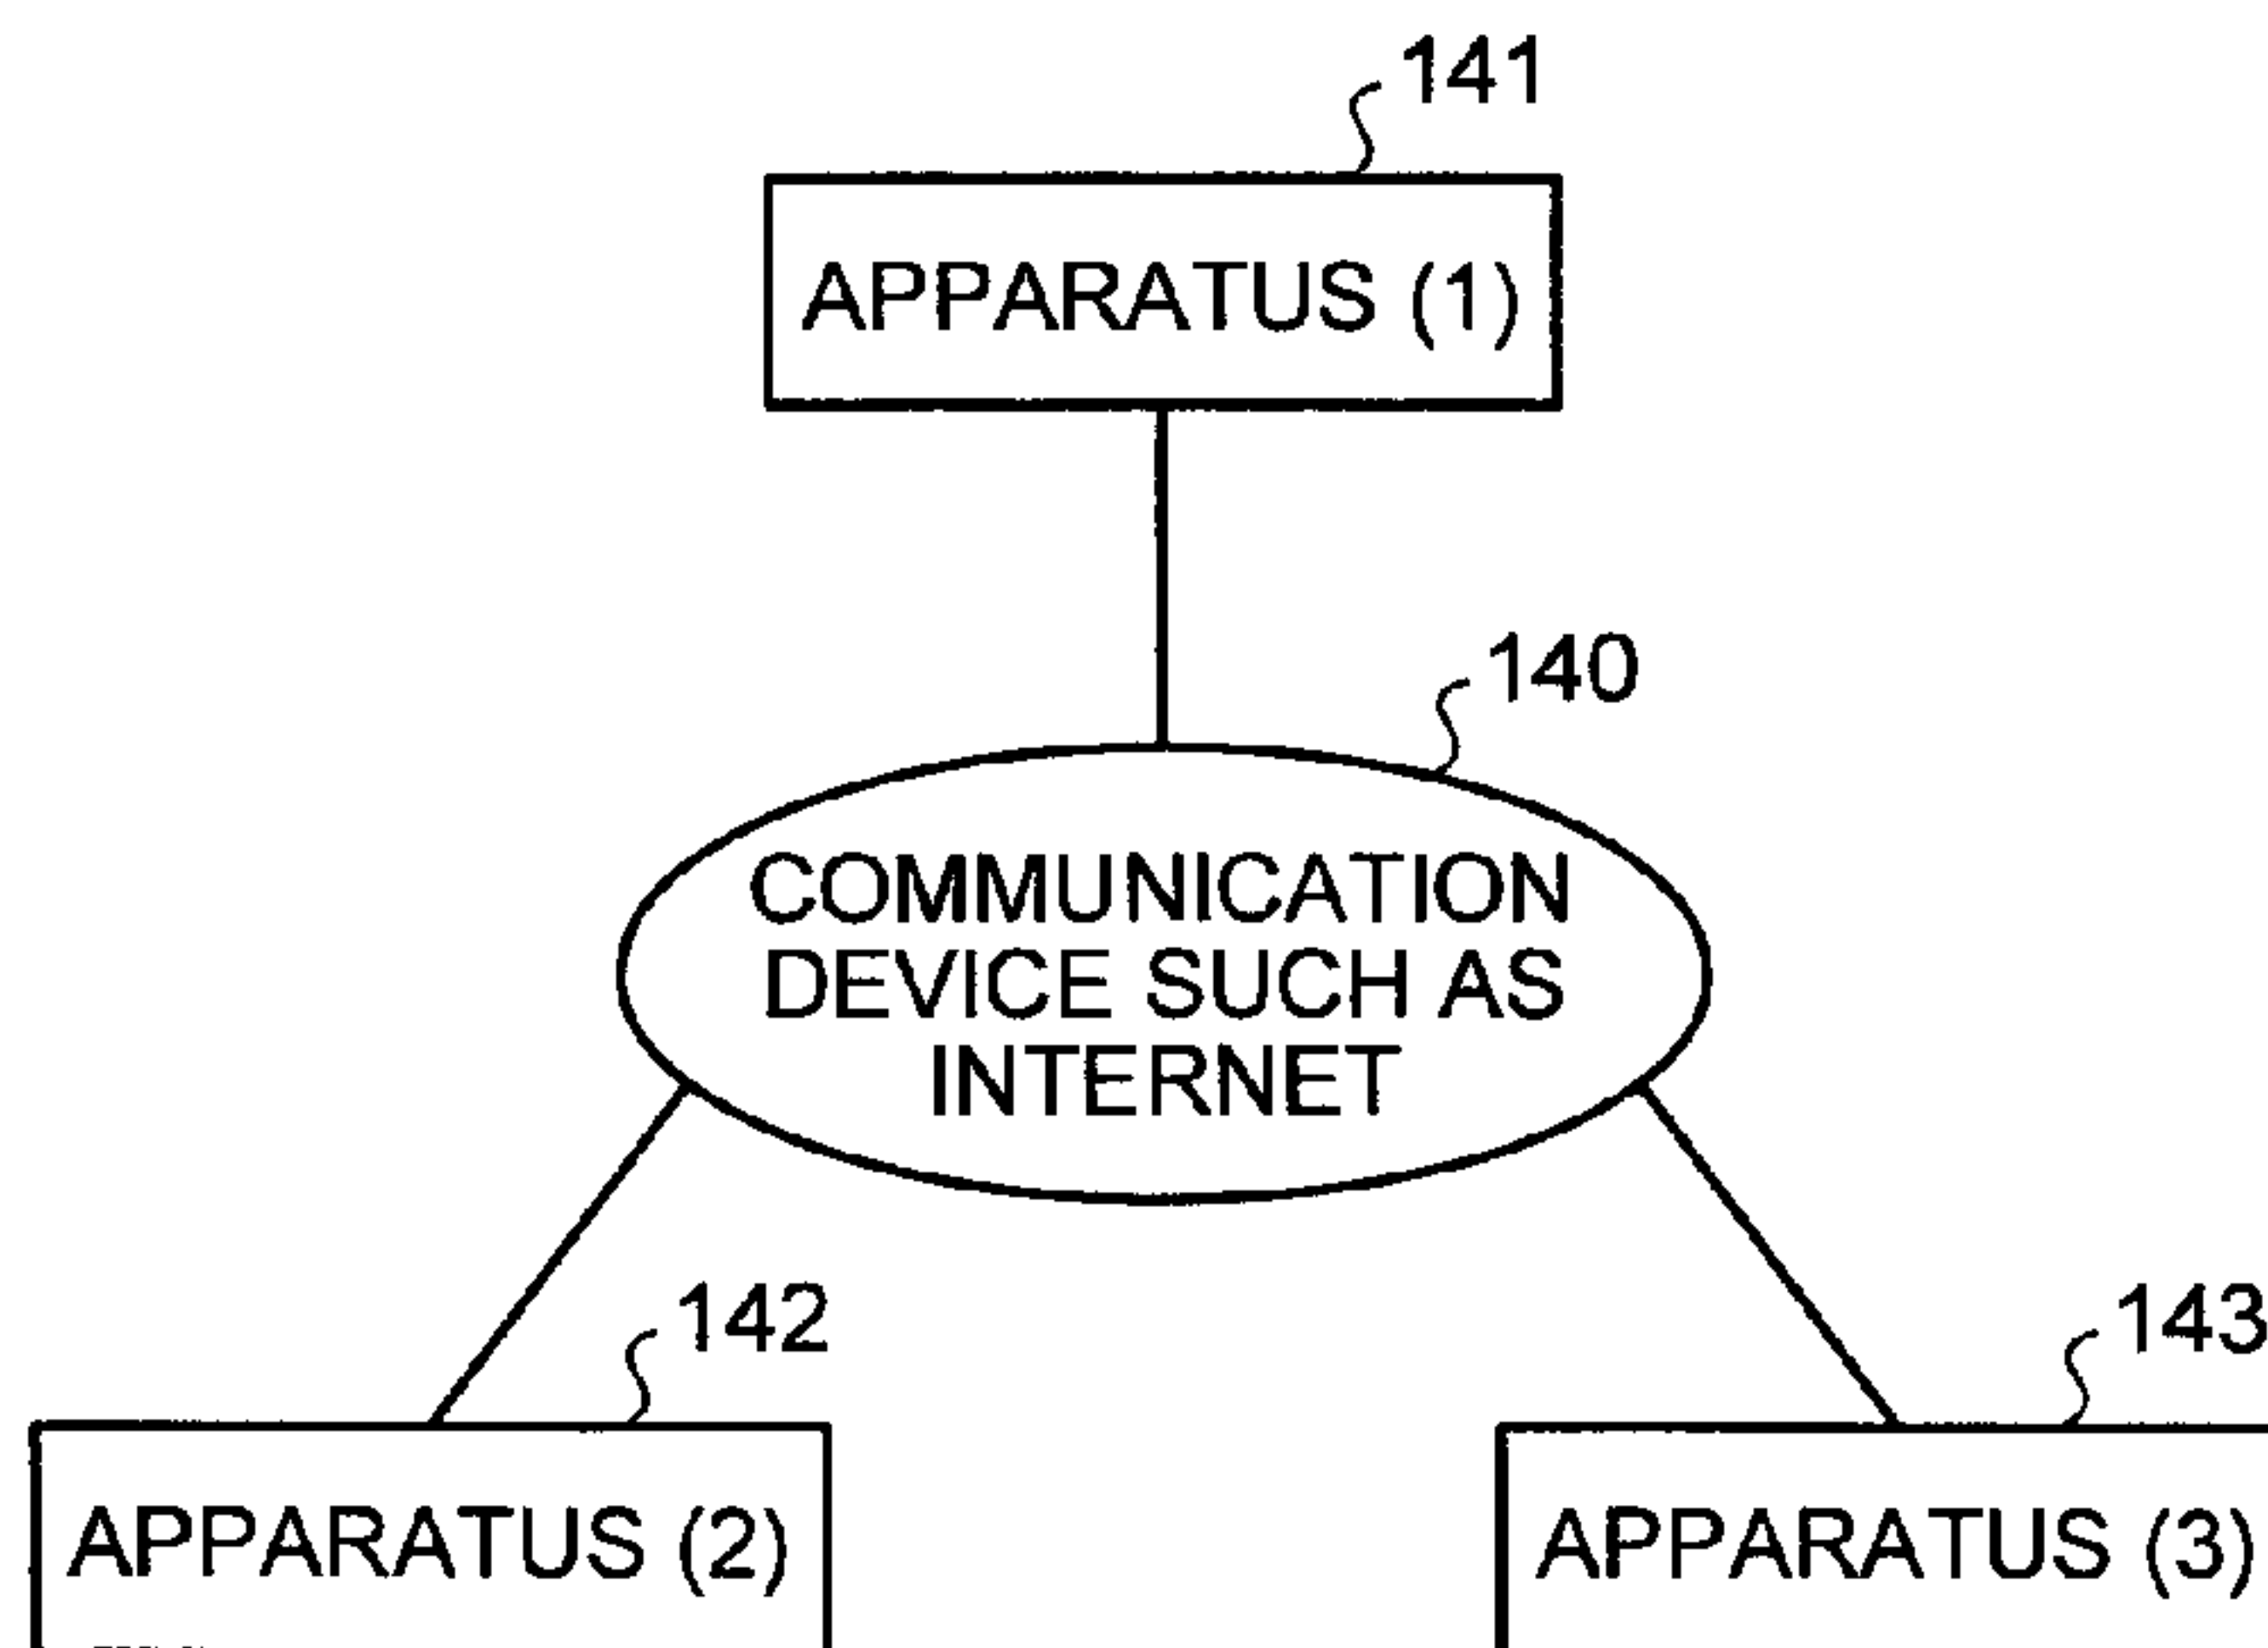 141
APPARATUS (1)
140
COMMUNICATION
DEVICE SUCH AS
INTERNET
142
143
APPARATUS (2)
APPARATUS (3)